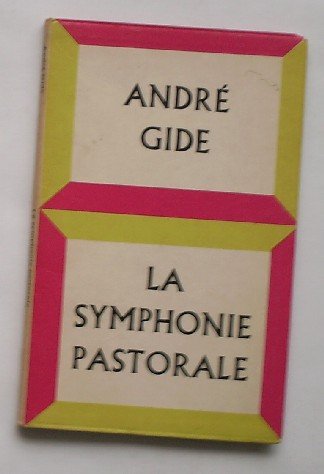 ANDRÉ
GIDE
LA
SYMPHONIE
PASTORALE